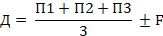 Д = (П1 + П2 + П3) / 3 ± F